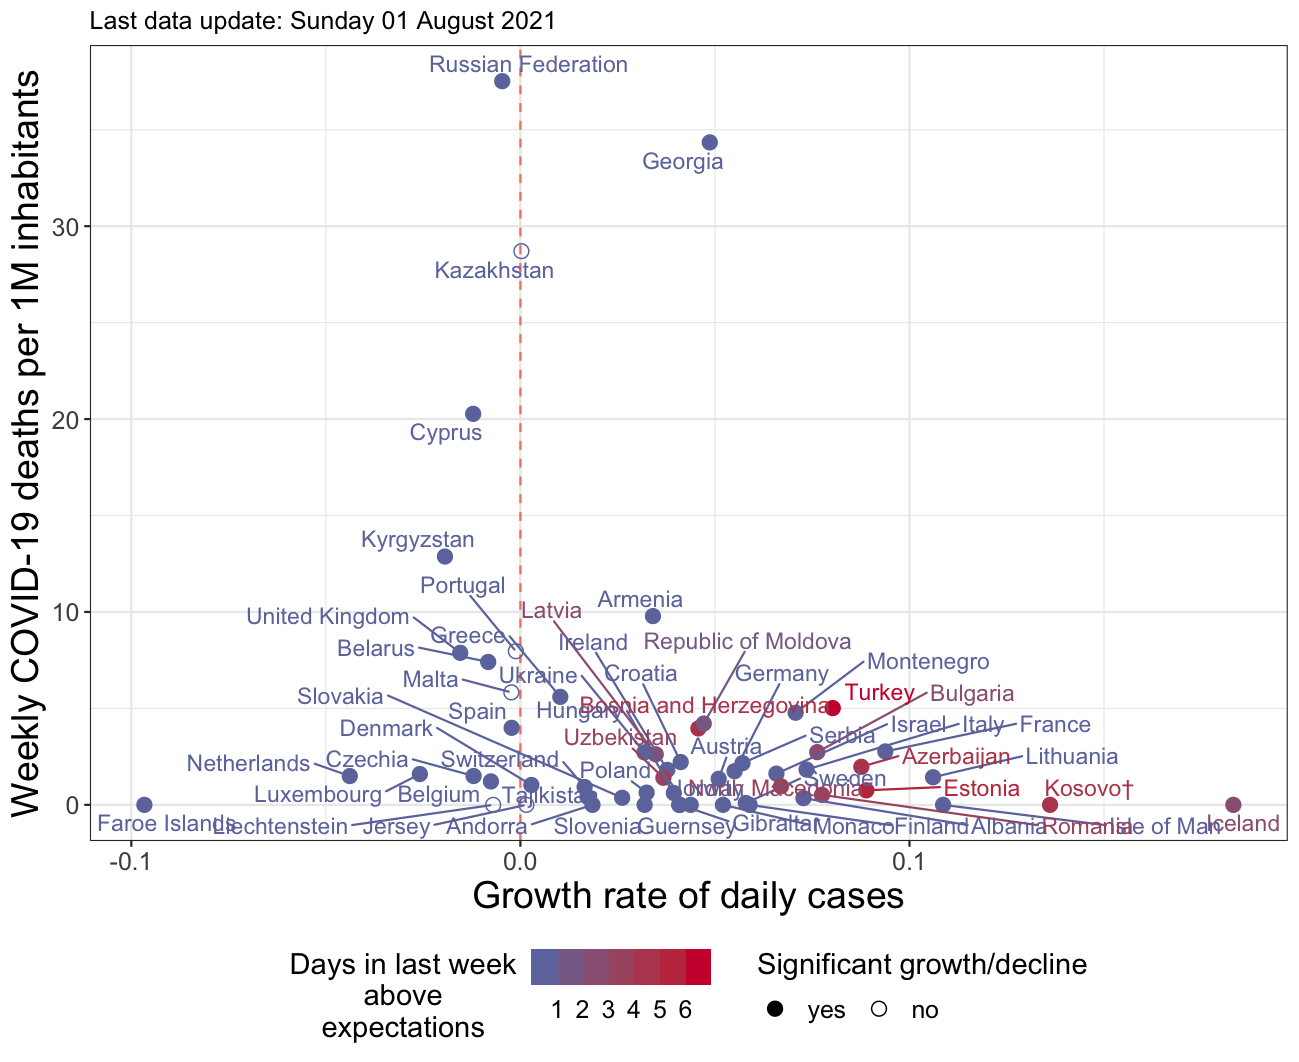 Last data update: Sunday 01 August 2021
Weekly COVID-19 deaths per 1M inhabitants
Russian Federation
Georgia
30
Kazakhstan
20
Cyprus
Kyrgyzstan
Portugal
Armenia
10
Latvia
United Kingdom
Greece
Ireland
Republic of Moldova
Belarus
Montenegro
Malta
Ukraine
Croatia
Germany
Slovakia
Turkey
Bulgaria
Spain
Hungary
Bosnia and Herzegovina
Denmark
Uzbekistan
Serbia
Israel
Italy
France
Austria
Netherlands
Czechia
Switzerland
Azerbaijan
Lithuania
Poland
Sweden
Luxembourg
Belgium
Tajikistan
Norway
North Macedonia
Estonia
Kosovo†
0
Faroe Islands
Liechtenstein
Jersey
Andorra
Slovenia
Guernsey
Gibraltar
Monaco
Finland
Albania
Romania
Isle of Man
Iceland
-0.1
0.0
0.1
Growth rate of daily cases
Days in last week
above
expectations
1 2 3 4 5 6
Significant growth/decline
yes
no